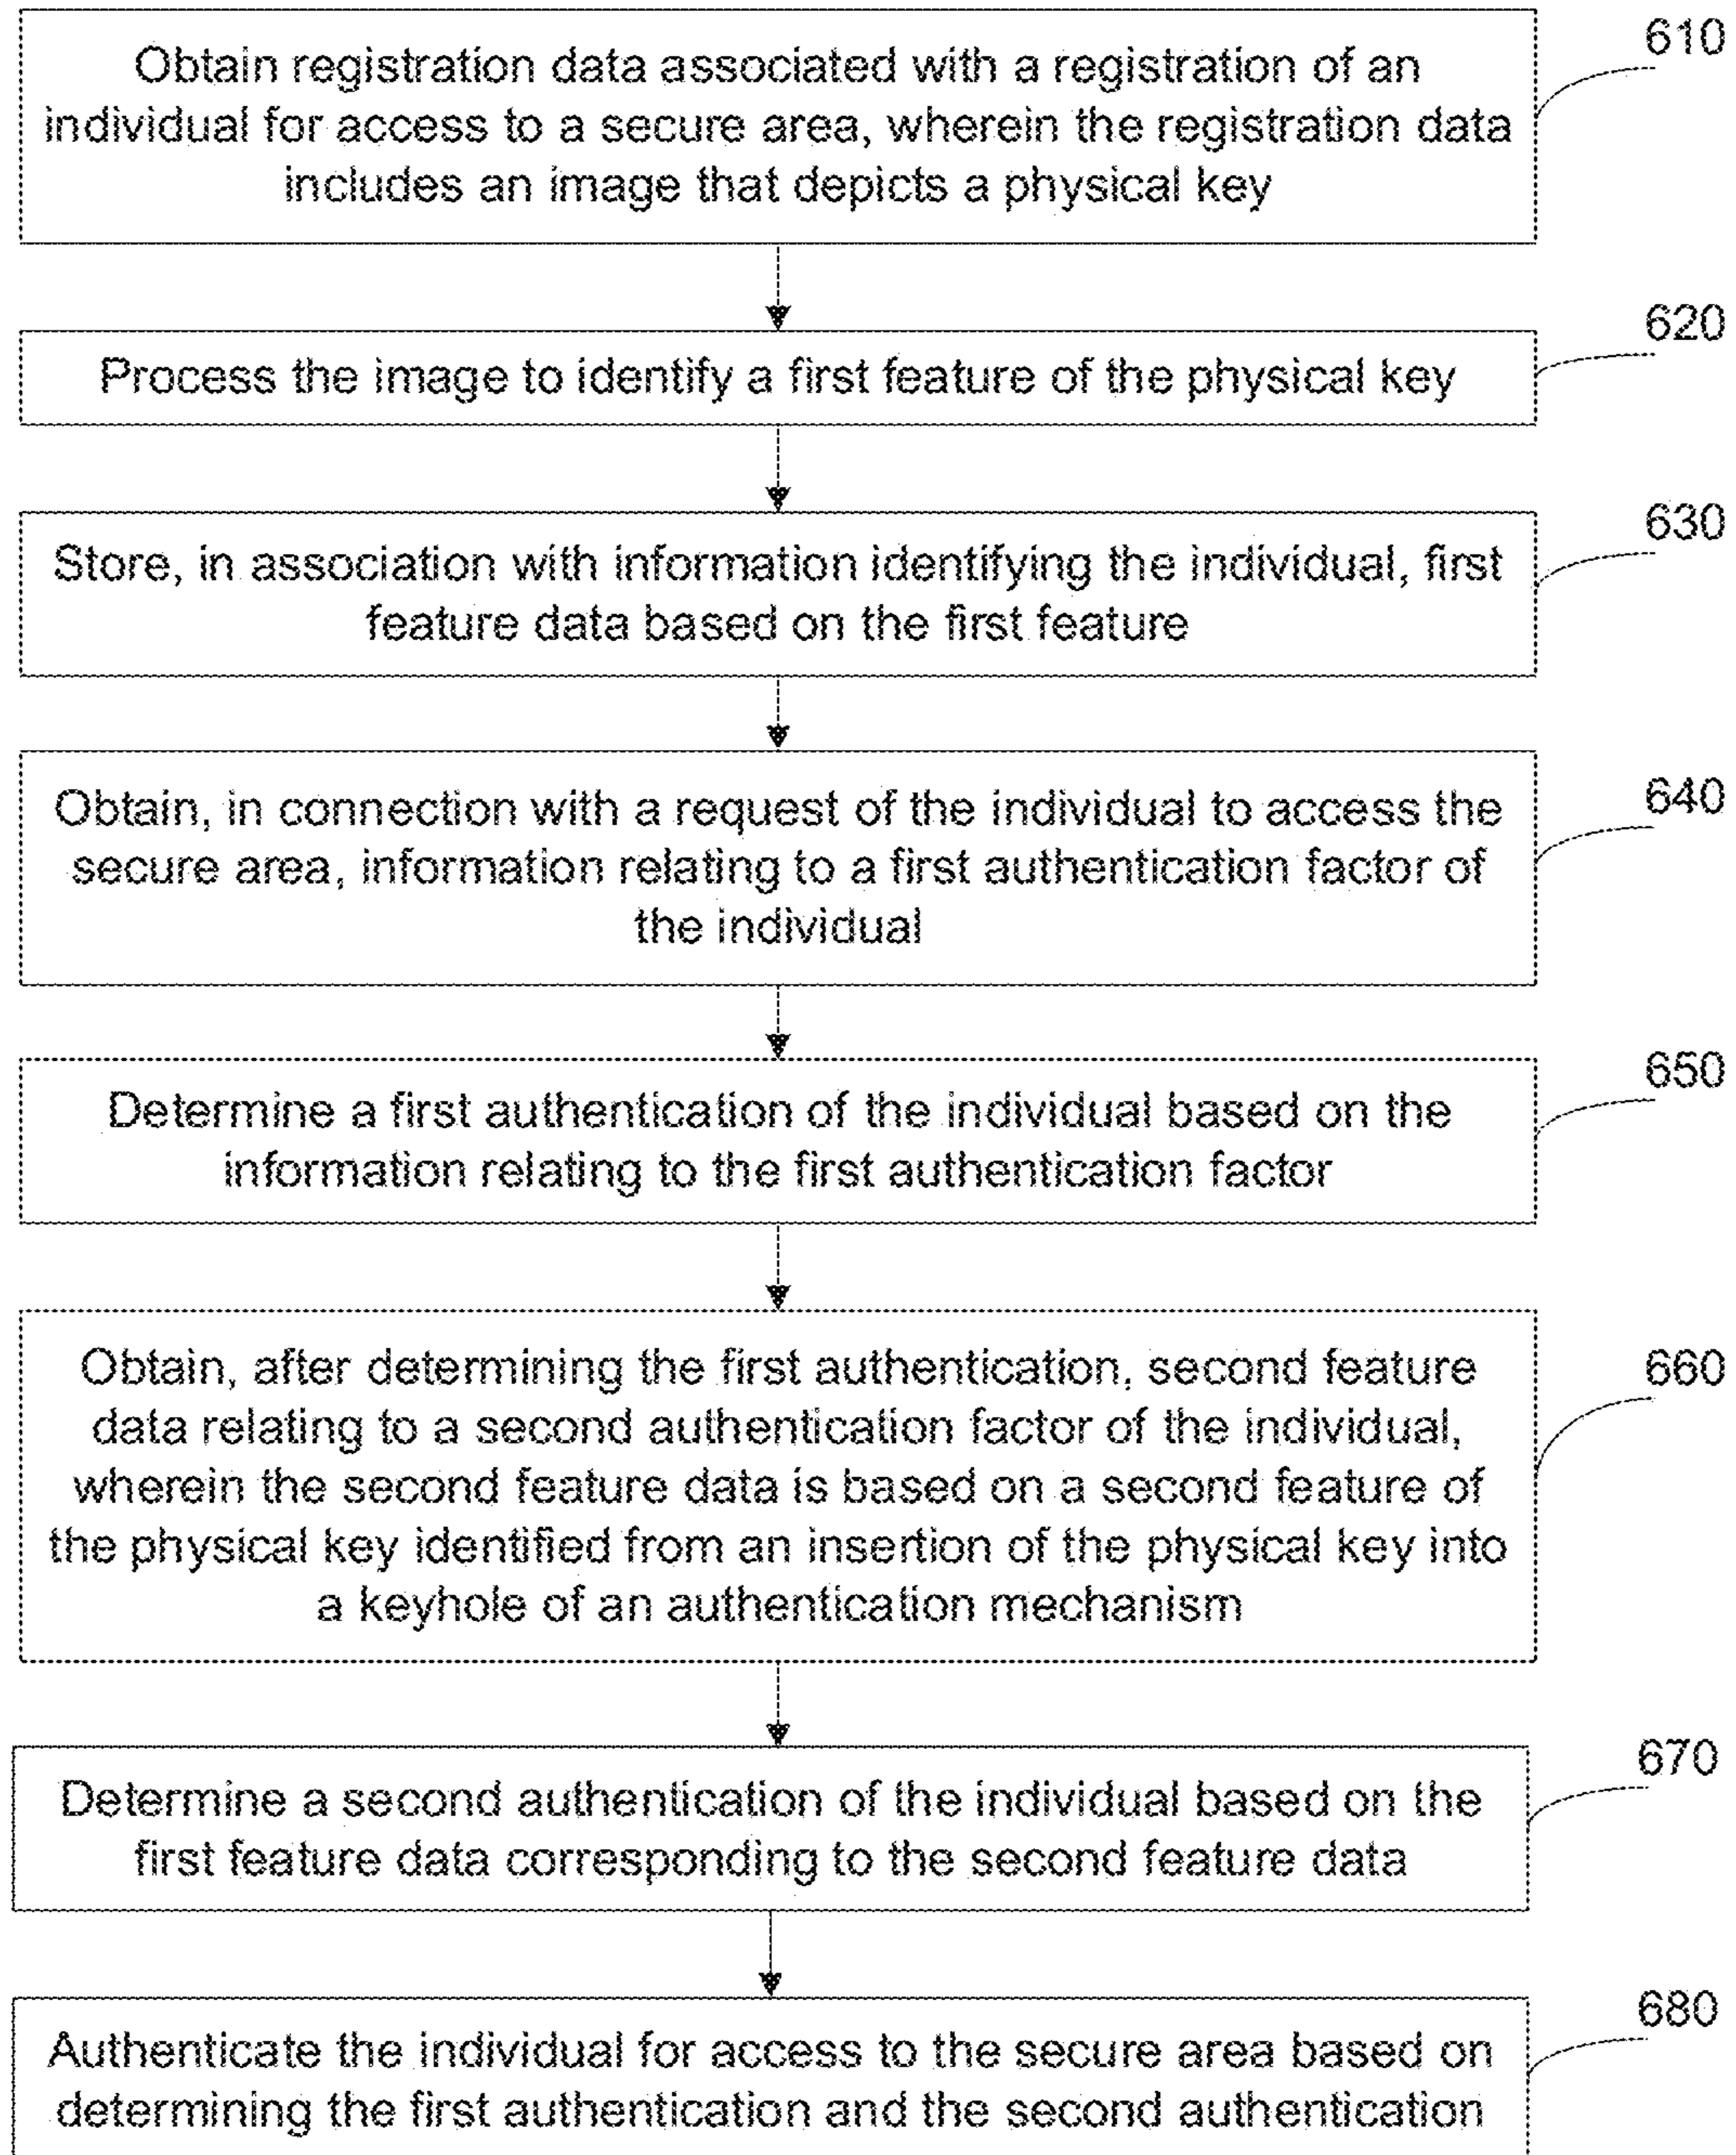 610
Obtain registration data associated with a registration of an
individual for access to a secure area, wherein the registration data
includes an image that depicts a physical key
620
Process the image to identify a first feature of the physical key
630
Store, in association with information identifying the individual, first
feature data based on the first feature
640
Obtain, in connection with a request of the individual to access the
secure area, information relating to a first authentication factor of
the individual
650
Determine a first authentication of the individual based on the
information relating to the first authentication factor
660
Obtain, after determining the first authentication, second feature
data relating to a second authentication factor of the individual,
wherein the second feature data is based on a second feature of
the physical key identified from an insertion of the physical key into
a keyhole of an authentication mechanism
670
Determine a second authentication of the individual based on the
first feature data corresponding to the second feature data
680
Authenticate the individual for access to the secure area based on
determining the first authentication and the second authentication